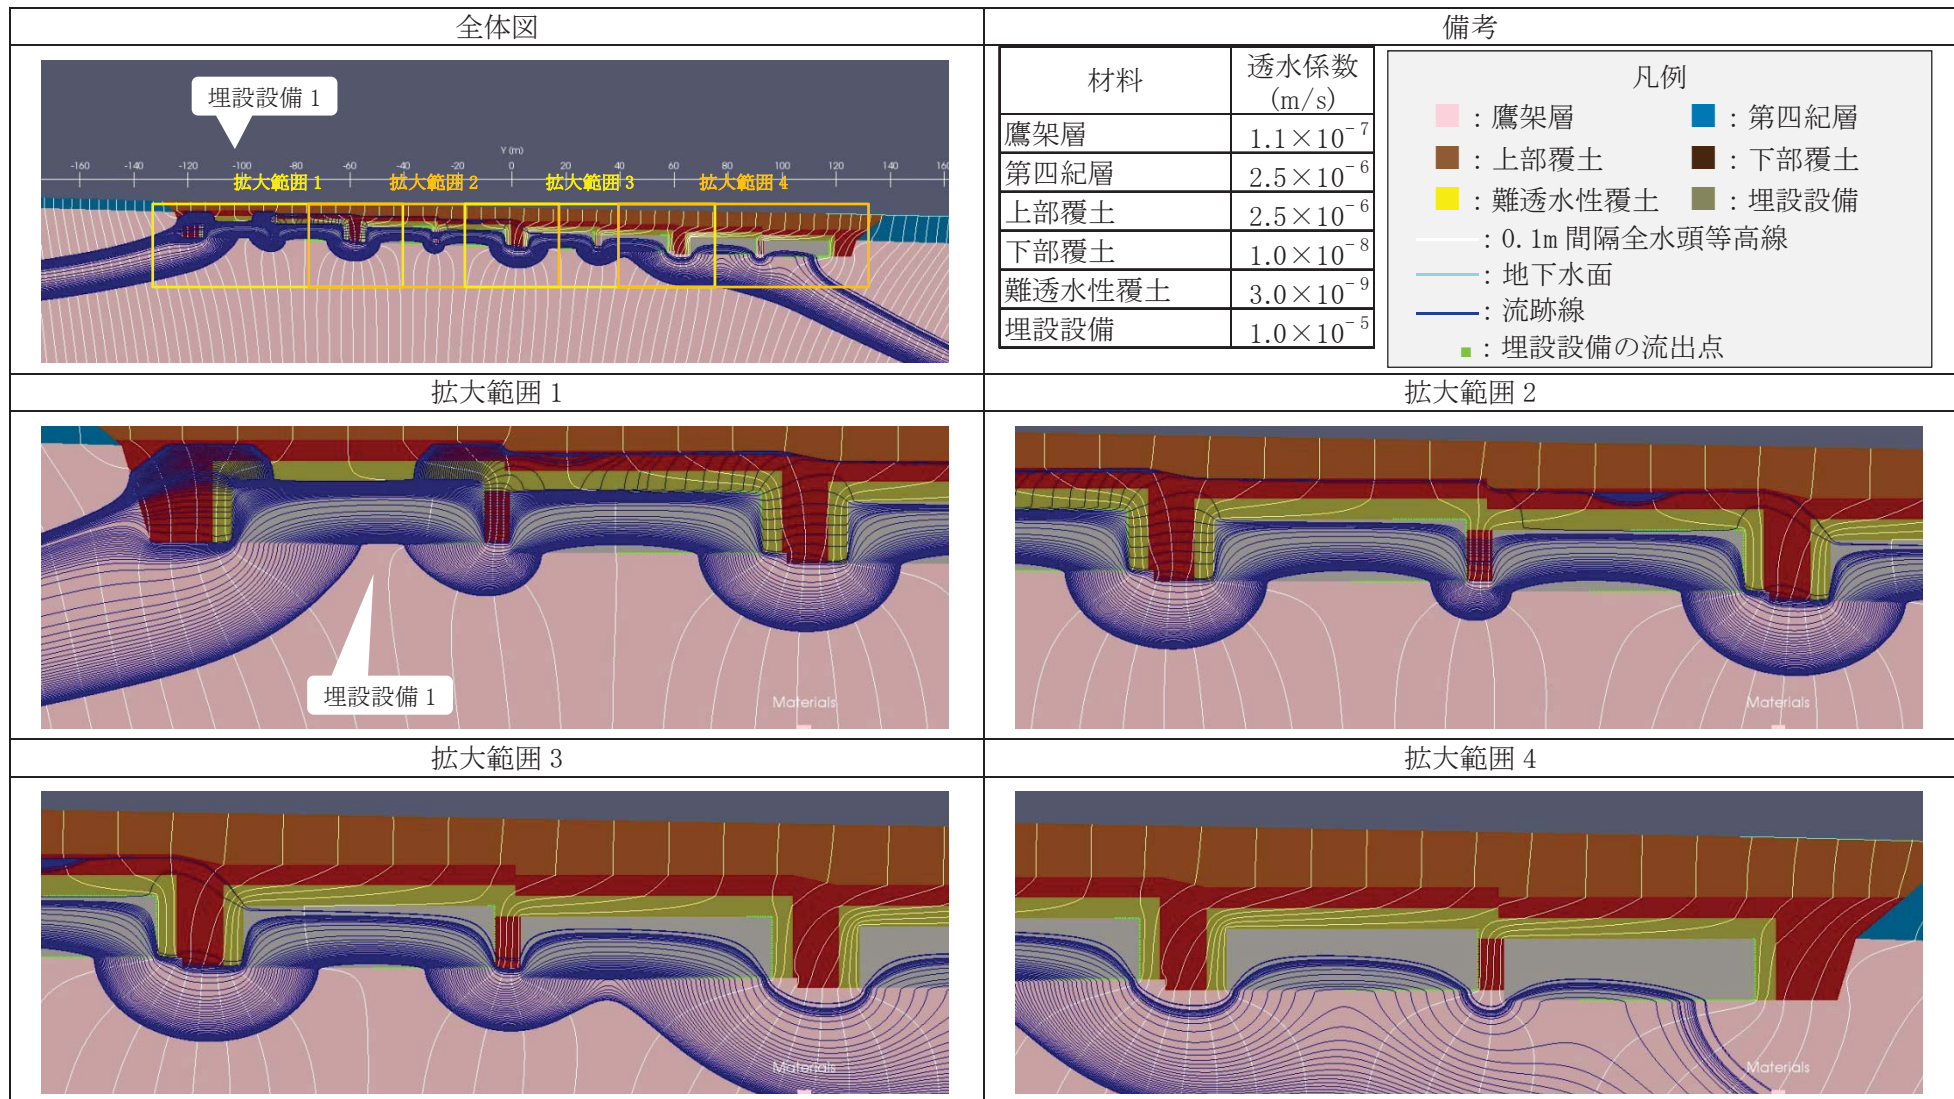 全体図
備考
埋設設備 1
Y (m)
-160 -140 -120 -100 -80 -60 -40 -20 0 20 40 60 80 100 120 140 160
拡大範囲 1 拡大範囲 2 拡大範囲 3 拡大範囲 4
材料 透水係数
(m/s)
鷹架層 1.1×10⁻⁷
第四紀層 2.5×10⁻⁶
上部覆土 2.5×10⁻⁶
下部覆土 1.0×10⁻⁸
難透水性覆土 3.0×10⁻⁹
埋設設備 1.0×10⁻⁵
凡例
：鷹架層 ：第四紀層
：上部覆土 ：下部覆土
：難透水性覆土 ：埋設設備
：0.1m 間隔全水頭等高線
：地下水面
：流跡線
：埋設設備の流出点
拡大範囲 1
拡大範囲 2
埋設設備 1
Materials
Materials
拡大範囲 3
拡大範囲 4
Materials
Materials